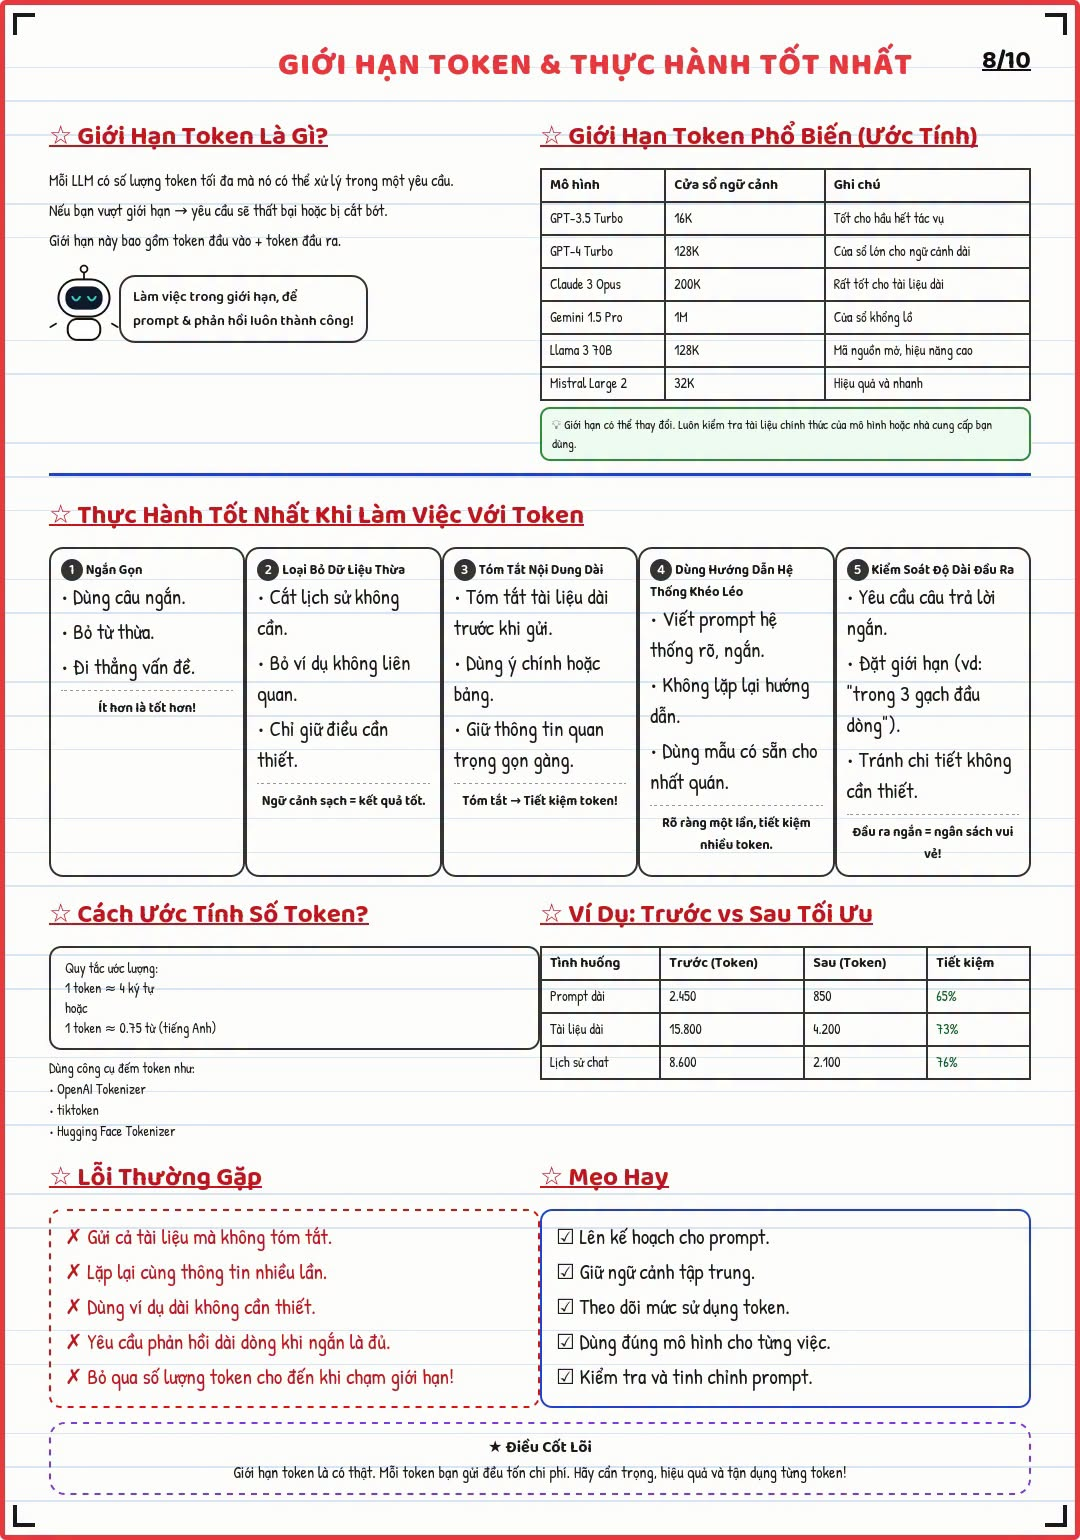 GIỚI HẠN TOKEN & THỰC HÀNH TỐT NHẤT
8/10
☆ Giới Hạn Token Là Gì?
Mỗi LLM có số lượng token tối đa mà nó có thể xử lý trong một yêu cầu.
Nếu bạn vượt giới hạn → yêu cầu sẽ thất bại hoặc bị cắt bớt.
Giới hạn này bao gồm token đầu vào + token đầu ra.
Làm việc trong giới hạn, để
prompt & phản hồi luôn thành công!
☆ Giới Hạn Token Phổ Biến (Ước Tính)
Mô hình Cửa sổ ngữ cảnh Ghi chú
GPT-3.5 Turbo 16K Tốt cho hầu hết tác vụ
GPT-4 Turbo 128K Cửa sổ lớn cho ngữ cảnh dài
Claude 3 Opus 200K Rất tốt cho tài liệu dài
Gemini 1.5 Pro 1M Cửa sổ khổng lồ
Llama 3 70B 128K Mã nguồn mở, hiệu năng cao
Mistral Large 2 32K Hiệu quả và nhanh
💡 Giới hạn có thể thay đổi. Luôn kiểm tra tài liệu chính thức của mô hình hoặc nhà cung cấp bạn
dùng.
☆ Thực Hành Tốt Nhất Khi Làm Việc Với Token
1 Ngắn Gọn
• Dùng câu ngắn.
• Bỏ từ thừa.
• Đi thẳng vấn đề.
Ít hơn là tốt hơn!
2 Loại Bỏ Dữ Liệu Thừa
• Cắt lịch sử không
cần.
• Bỏ ví dụ không liên
quan.
• Chỉ giữ điều cần
thiết.
Ngữ cảnh sạch = kết quả tốt.
3 Tóm Tắt Nội Dung Dài
• Tóm tắt tài liệu dài
trước khi gửi.
• Dùng ý chính hoặc
bảng.
• Giữ thông tin quan
trọng gọn gàng.
Tóm tắt → Tiết kiệm token!
4 Dùng Hướng Dẫn Hệ
Thống Khéo Léo
• Viết prompt hệ
thống rõ, ngắn.
• Không lặp lại hướng
dẫn.
• Dùng mẫu có sẵn cho
nhất quán.
Rõ ràng một lần, tiết kiệm
nhiều token.
5 Kiểm Soát Độ Dài Đầu Ra
• Yêu cầu câu trả lời
ngắn.
• Đặt giới hạn (vd:
"trong 3 gạch đầu
dòng").
• Tránh chi tiết không
cần thiết.
Đầu ra ngắn = ngân sách vui
vẻ!
☆ Cách Ước Tính Số Token?
Quy tắc ước lượng:
1 token ≈ 4 ký tự
hoặc
1 token ≈ 0.75 từ (tiếng Anh)
Dùng công cụ đếm token như:
• OpenAI Tokenizer
• tiktoken
• Hugging Face Tokenizer
☆ Ví Dụ: Trước vs Sau Tối Ưu
Tình huống Trước (Token) Sau (Token) Tiết kiệm
Prompt dài 2.450 850 65%
Tài liệu dài 15.800 4.200 73%
Lịch sử chat 8.600 2.100 76%
☆ Lỗi Thường Gặp
✗ Gửi cả tài liệu mà không tóm tắt.
✗ Lặp lại cùng thông tin nhiều lần.
✗ Dùng ví dụ dài không cần thiết.
✗ Yêu cầu phản hồi dài dòng khi ngắn là đủ.
✗ Bỏ qua số lượng token cho đến khi chạm giới hạn!
☆ Mẹo Hay
☑ Lên kế hoạch cho prompt.
☑ Giữ ngữ cảnh tập trung.
☑ Theo dõi mức sử dụng token.
☑ Dùng đúng mô hình cho từng việc.
☑ Kiểm tra và tinh chỉnh prompt.
★ Điều Cốt Lõi
Giới hạn token là có thật. Mỗi token bạn gửi đều tốn chi phí. Hãy cẩn trọng, hiệu quả và tận dụng từng token!